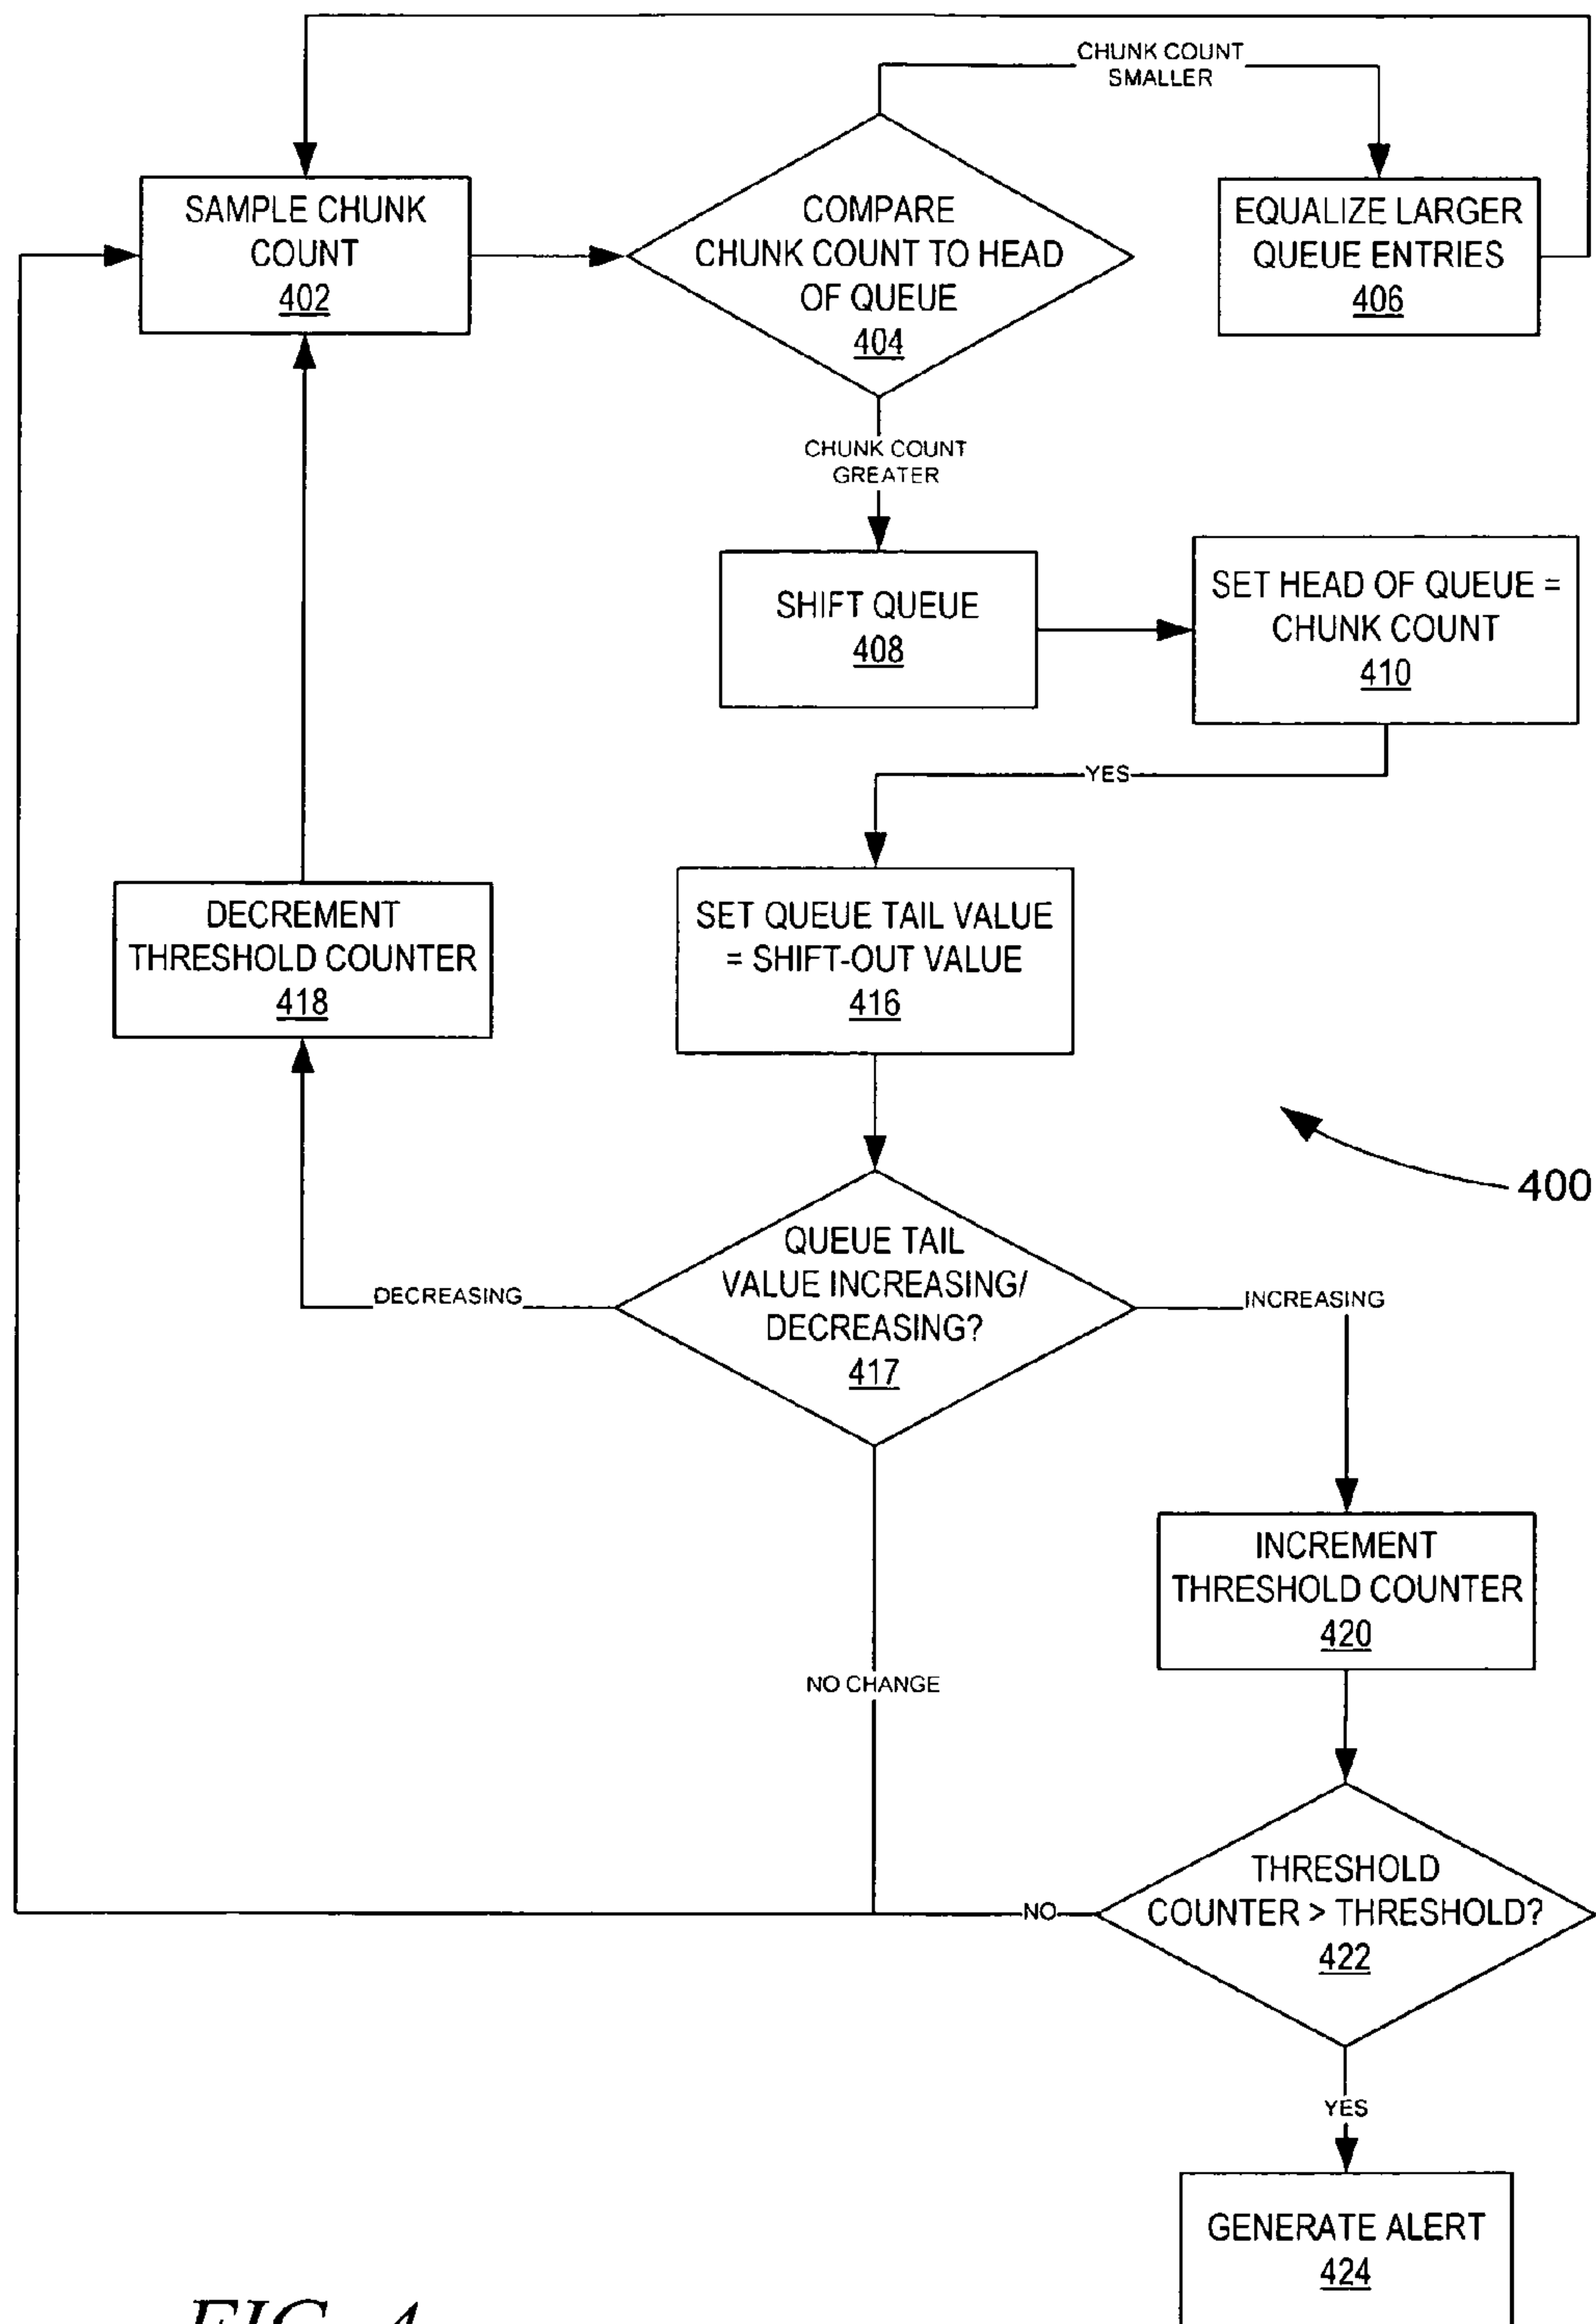 CHUNK COUNT
SMALLER
SAMPLE CHUNK
COUNT
402
COMPARE
CHUNK COUNT TO HEAD
OF QUEUE
404
EQUALIZE LARGER
QUEUE ENTRIES
406
CHUNK COUNT
GREATER
SHIFT QUEUE
408
SET HEAD OF QUEUE =
CHUNK COUNT
410
YES
DECREMENT
THRESHOLD COUNTER
418
SET QUEUE TAIL VALUE
= SHIFT-OUT VALUE
416
400
QUEUE TAIL
VALUE INCREASING/
DECREASING?
417
DECREASING
INCREASING
INCREMENT
THRESHOLD COUNTER
420
NO CHANGE
THRESHOLD
COUNTER > THRESHOLD?
422
NO
YES
GENERATE ALERT
424
FIG. 4